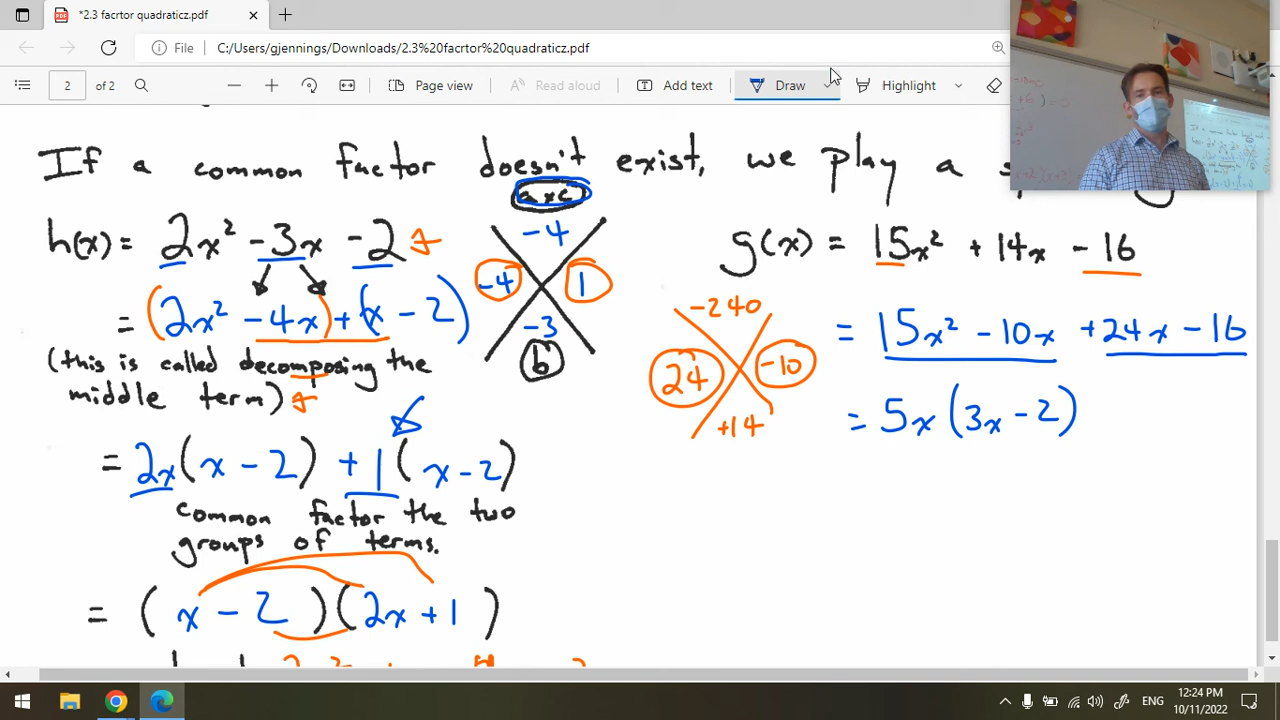 *2.3 facrtor quadraticz.pdf
File C:/Users/gjennings/Downloads/2.3%20facrtor%20quadraticz.pdf
2 of 2 Page view Read aloud Add text Draw Highlight
If a common factor doesn't exist, we play a
axc
h(x) = 2x² -3x -2
-4
-4 1
-3
b
= (2x² -4x) + (x - 2)
(this is called decomposing the
middle term)
= 2x(x - 2) + 1(x - 2)
common factor the two
groups of terms.
= (x - 2)(2x + 1)
g(x) = 15x² + 14x - 16
-240
24 -10
+14
= 15x² - 10x + 24x - 16
= 5x(3x - 2)
ENG
12:24 PM
10/11/2022